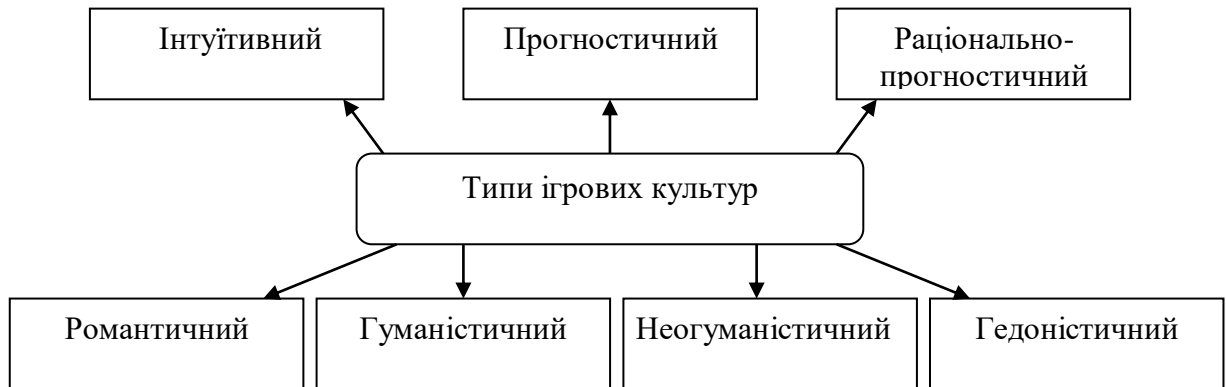 Інтуїтивний
Прогностичний
Раціонально-
прогностичний
Типи ігрових культур
Романтичний
Гуманістичний
Неогуманістичний
Гедоністичний